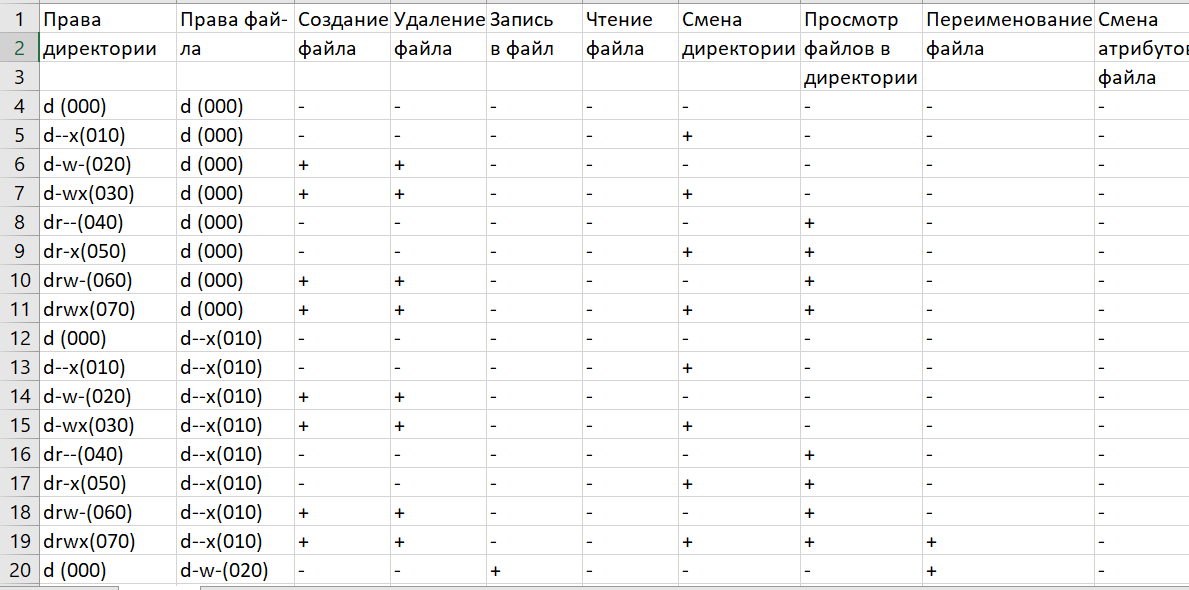 1 Права Права фай- Создание Удаление Запись Чтение Смена Просмотр Переименование Смена
2 директории ла файла файла в файл файла директории файлов в файла атрибутов
3 директории файла
4 d (000) d (000) - - - - - - - -
5 d--x(010) d (000) - - - - + - - -
6 d-w-(020) d (000) + + - - - - - -
7 d-wx(030) d (000) + + - - + - - -
8 dr--(040) d (000) - - - - - + - -
9 dr-x(050) d (000) - - - - + + - -
10 drw-(060) d (000) + + - - - + - -
11 drwx(070) d (000) + + - - + + - -
12 d (000) d--x(010) - - - - - - - -
13 d--x(010) d--x(010) - - - - + - - -
14 d-w-(020) d--x(010) + + - - - - - -
15 d-wx(030) d--x(010) + + - - + - - -
16 dr--(040) d--x(010) - - - - - + - -
17 dr-x(050) d--x(010) - - - - + + - -
18 drw-(060) d--x(010) + + - - - + - -
19 drwx(070) d--x(010) + + - - + + + -
20 d (000) d-w-(020) - - + - - - + -